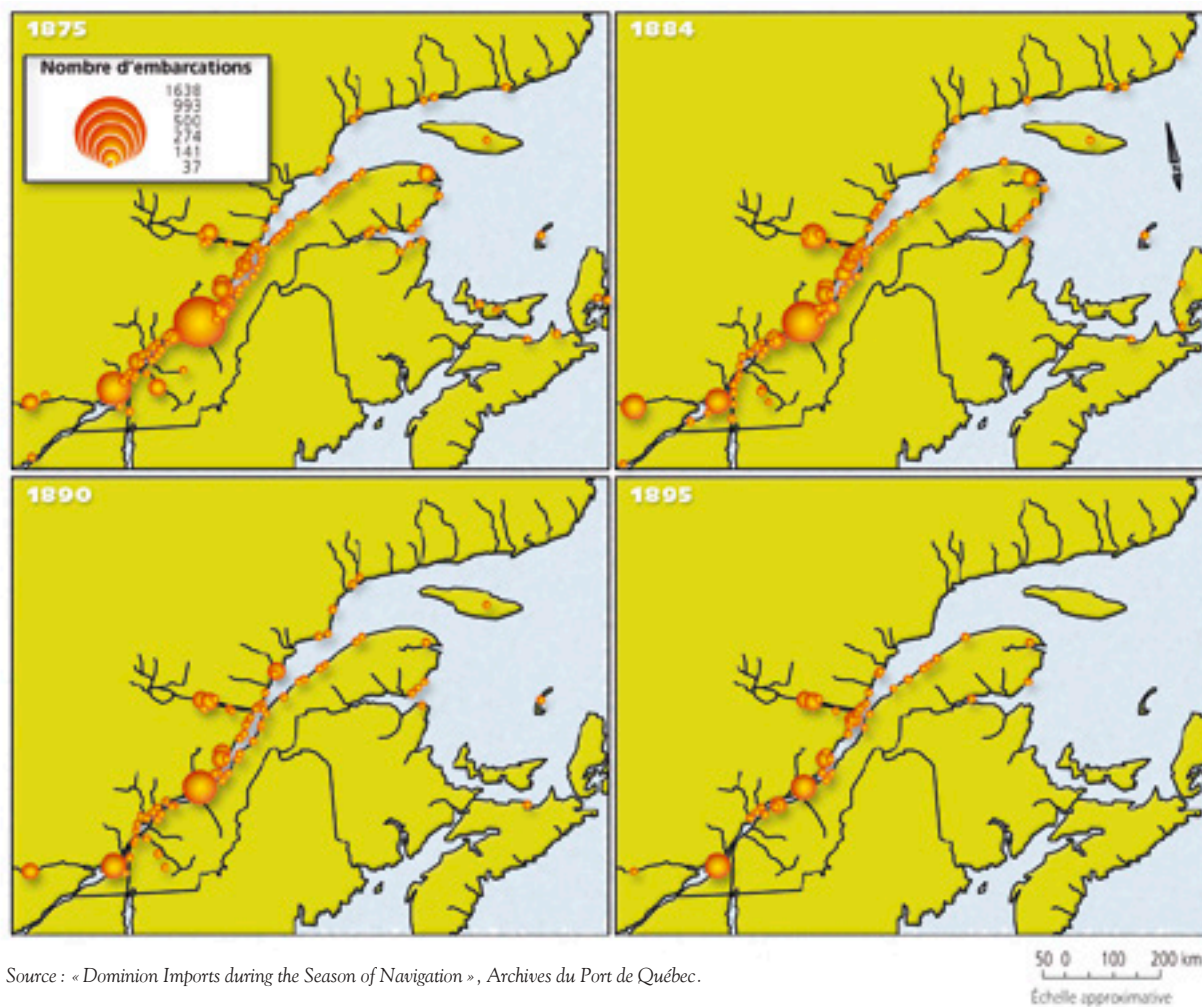 1875
Nombre d'embarcations
1638
993
500
274
141
37
1884
1890
1895
Source : « Dominion Imports during the Season of Navigation », Archives du Port de Québec.
50 0 100 200 km
Échelle approximative